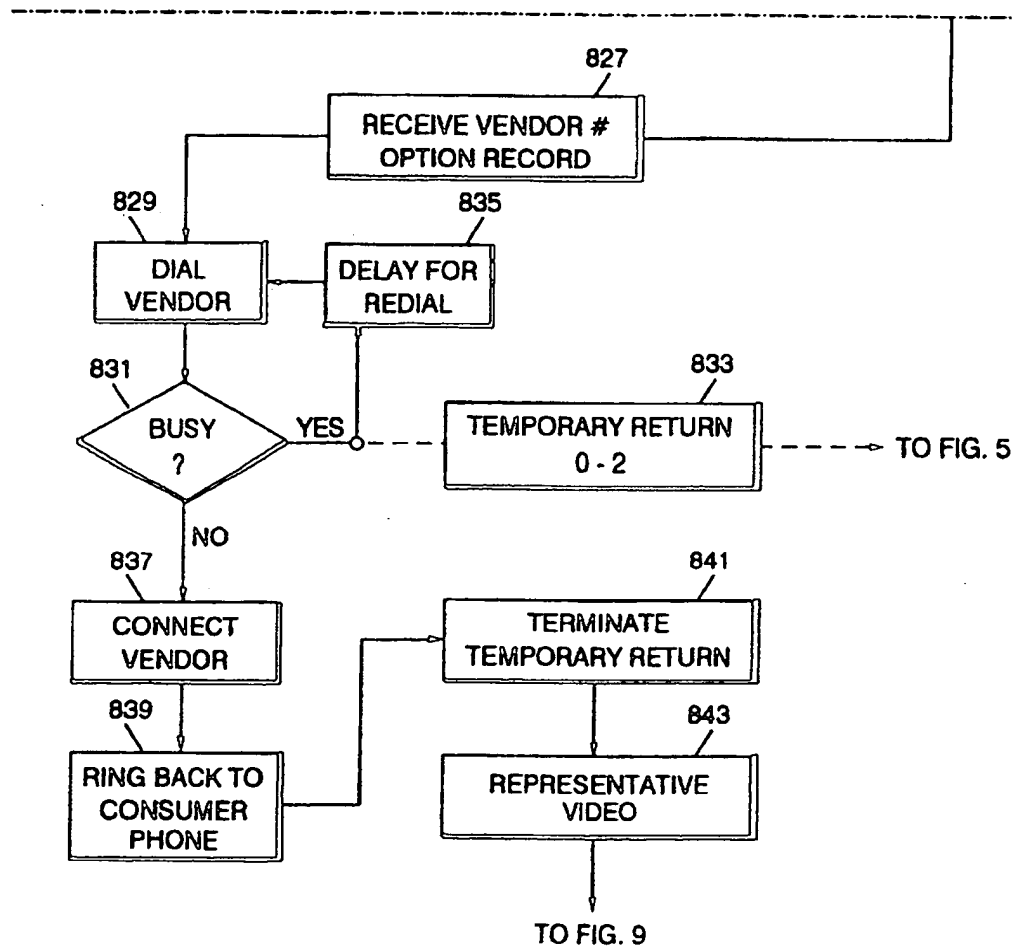 827
RECEIVE VENDOR #
OPTION RECORD
829
835
DIAL
VENDOR
DELAY FOR
REDIAL
831
833
BUSY
?
YES
TEMPORARY RETURN
0 - 2
TO FIG. 5
NO
837
841
CONNECT
VENDOR
TERMINATE
TEMPORARY RETURN
839
843
RING BACK TO
CONSUMER
PHONE
REPRESENTATIVE
VIDEO
TO FIG. 9